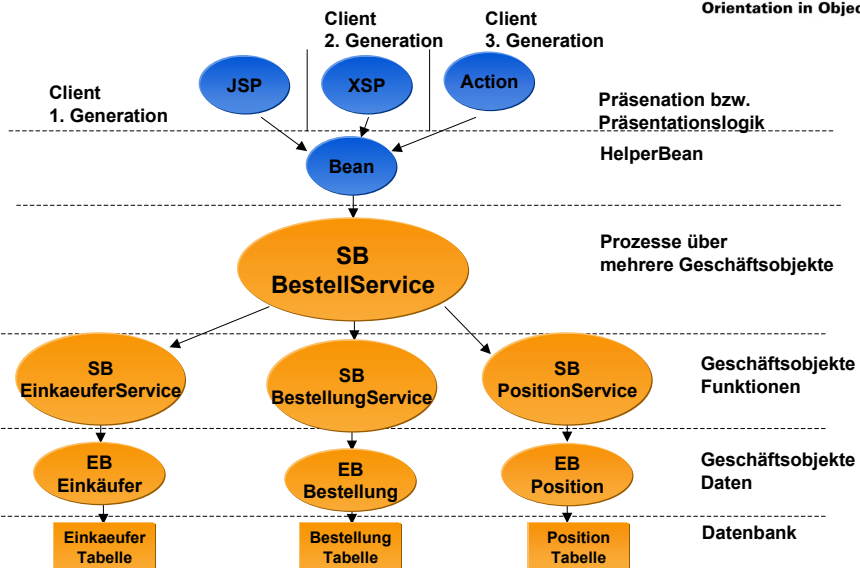 Orientation in Objec
Client
2. Generation
Client
3. Generation
Client
1. Generation
JSP
XSP
Action
Präsenation bzw.
Präsentationslogik
HelperBean
Bean
SB
BestellService
Prozesse über
mehrere Geschäftsobjekte
SB
EinkaeuferService
SB
BestellungService
SB
PositionService
Geschäftsobjekte
Funktionen
EB
Einkäufer
EB
Bestellung
EB
Position
Geschäftsobjekte
Daten
Einkaeufer
Tabelle
Bestellung
Tabelle
Position
Tabelle
Datenbank